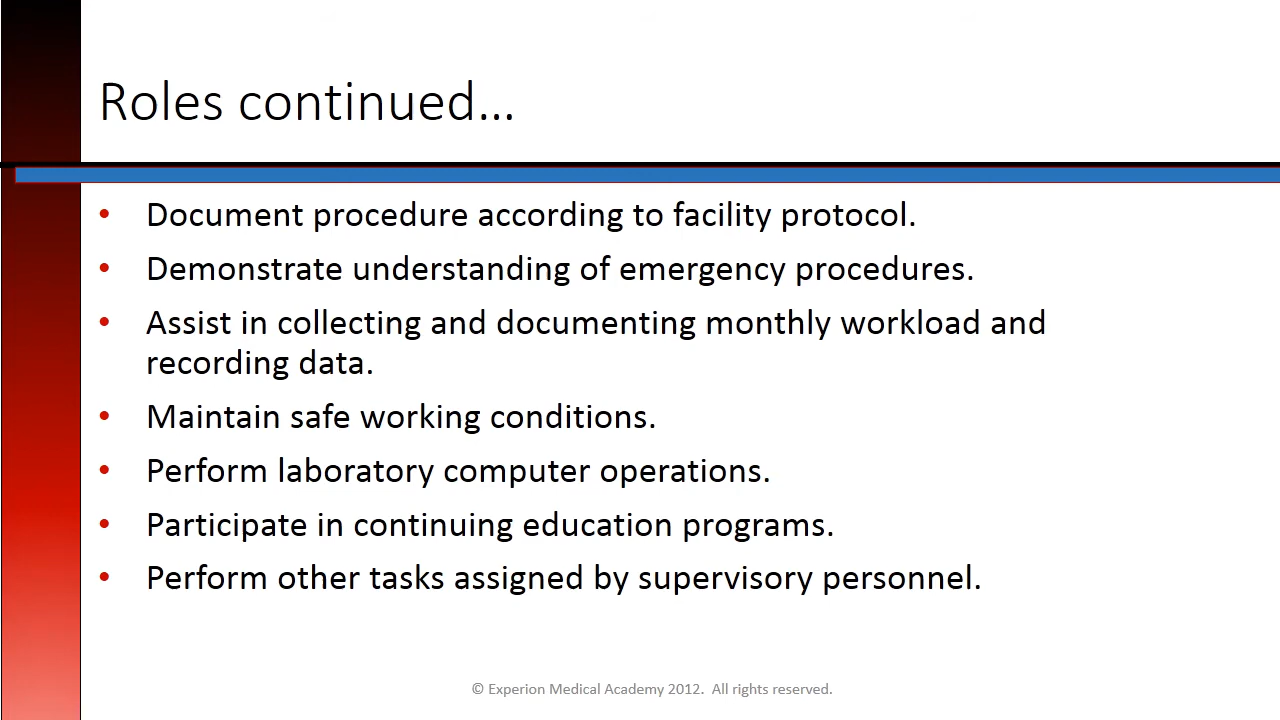 Roles continued...
• Document procedure according to facility protocol.
• Demonstrate understanding of emergency procedures.
• Assist in collecting and documenting monthly workload and
recording data.
• Maintain safe working conditions.
• Perform laboratory computer operations.
• Participate in continuing education programs.
• Perform other tasks assigned by supervisory personnel.
© Experion Medical Academy 2012.  All rights reserved.